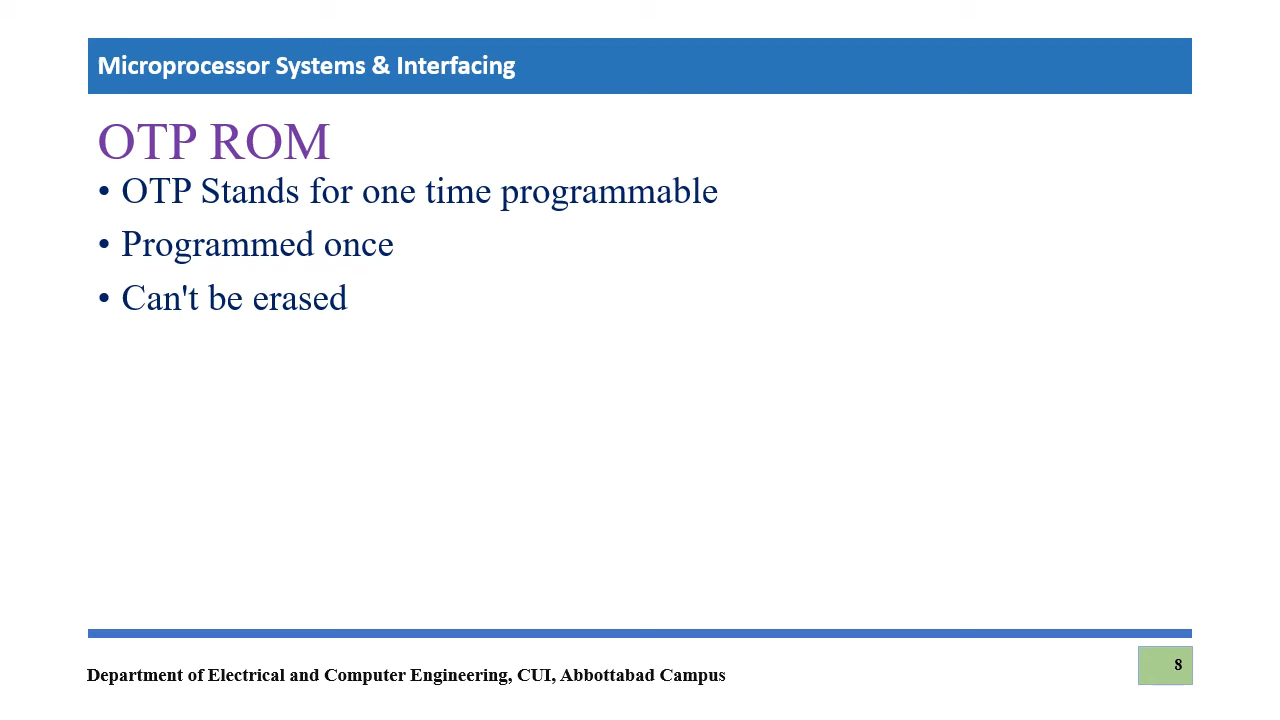 Microprocessor Systems & Interfacing
OTP ROM
• OTP Stands for one time programmable
• Programmed once
• Can't be erased
Department of Electrical and Computer Engineering, CUI, Abbottabad Campus
8